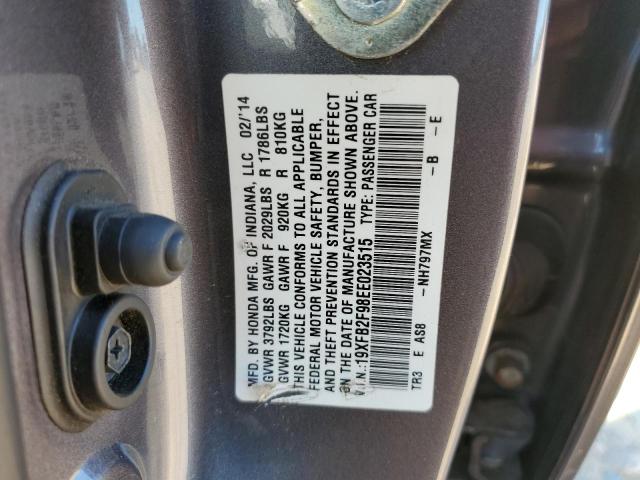 MFD. BY HONDA MFG. OF INDIANA, LLC 02/'14
GVWR 3792LBS GAWR F 2029LBS R 1786LBS
GVWR 1720KG GAWR F 920KG R 810KG
THIS VEHICLE CONFORMS TO ALL APPLICABLE
FEDERAL MOTOR VEHICLE SAFETY, BUMPER,
AND THEFT PREVENTION STANDARDS IN EFFECT
ON THE DATE OF MANUFACTURE SHOWN ABOVE.
V.I.N.:19XFB2F98EE023515 TYPE: PASSENGER CAR
-NH797MX -B -E
TR3 E AS8